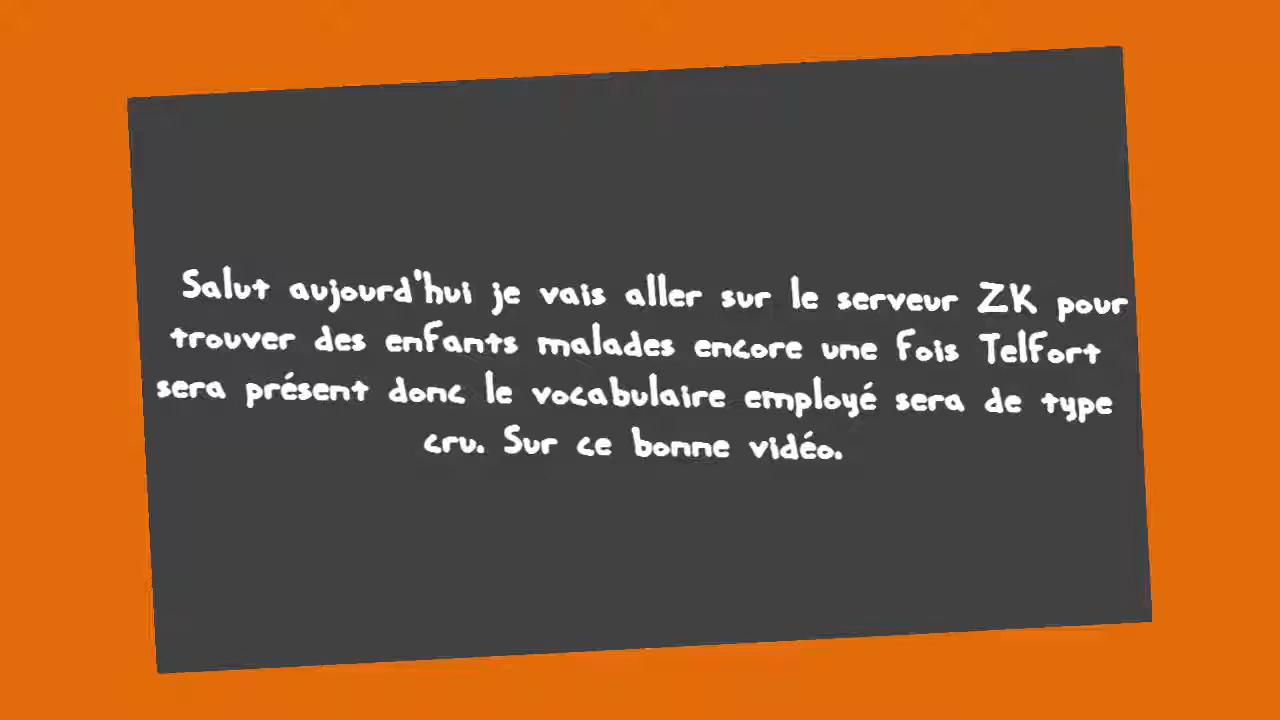 Salut aujourd'hui je vais aller sur le serveur ZK pour
trouver des enfants malades encore une fois Telfort
sera présent donc le vocabulaire employé sera de type
cru. Sur ce bonne vidéo.